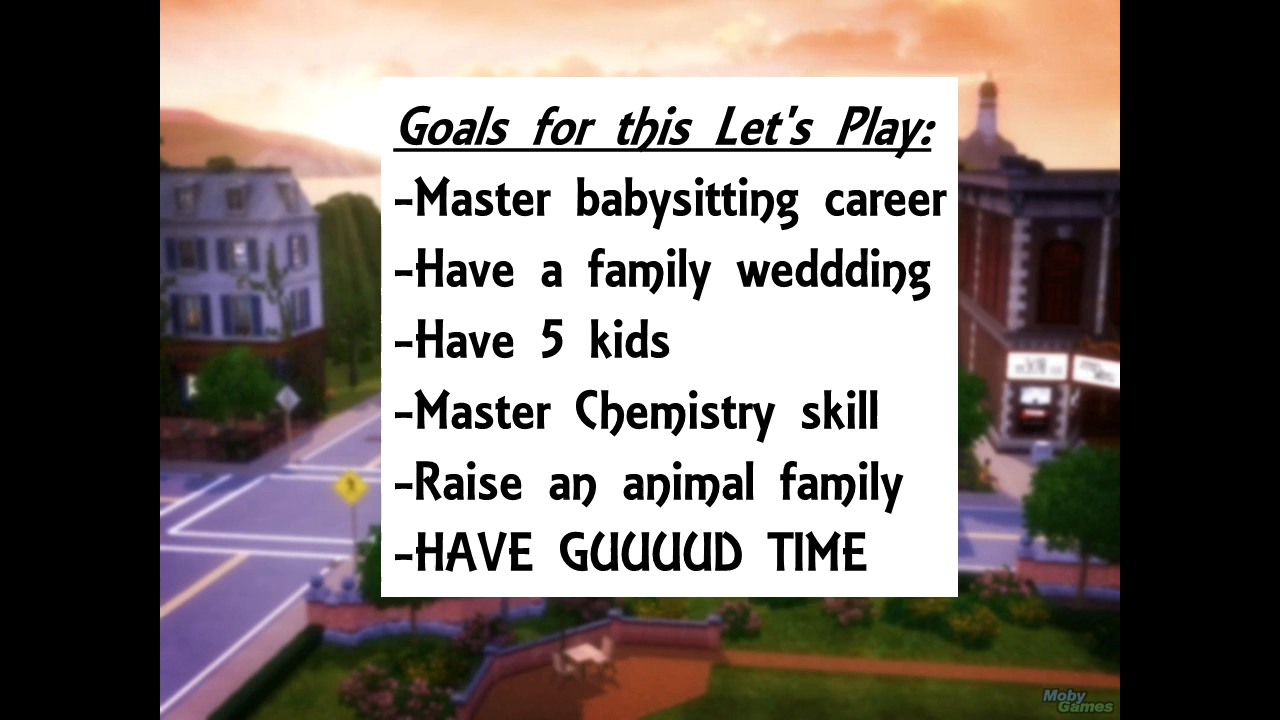 Goals for this Let's Play:
-Master babysitting career
-Have a family weddding
-Have 5 kids
-Master Chemistry skill
-Raise an animal family
-HAVE GUUUUD TIME
Moby
Games